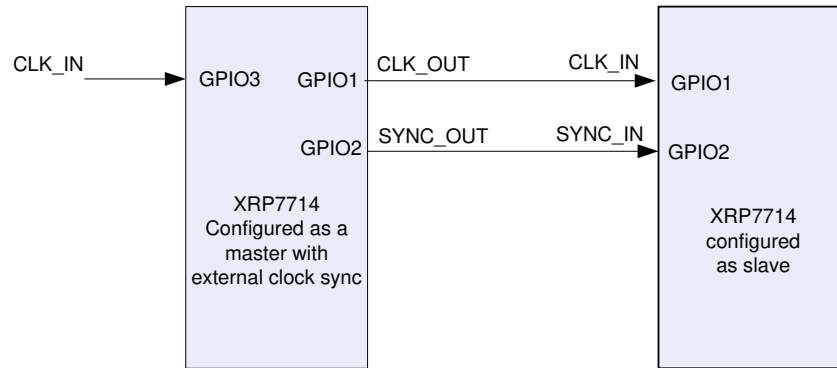 CLK_IN
GPIO3
GPIO1
CLK_OUT
CLK_IN
GPIO1
GPIO2
SYNC_OUT
SYNC_IN
GPIO2
XRP7714
Configured as a
master with
external clock sync
XRP7714
configured
as slave